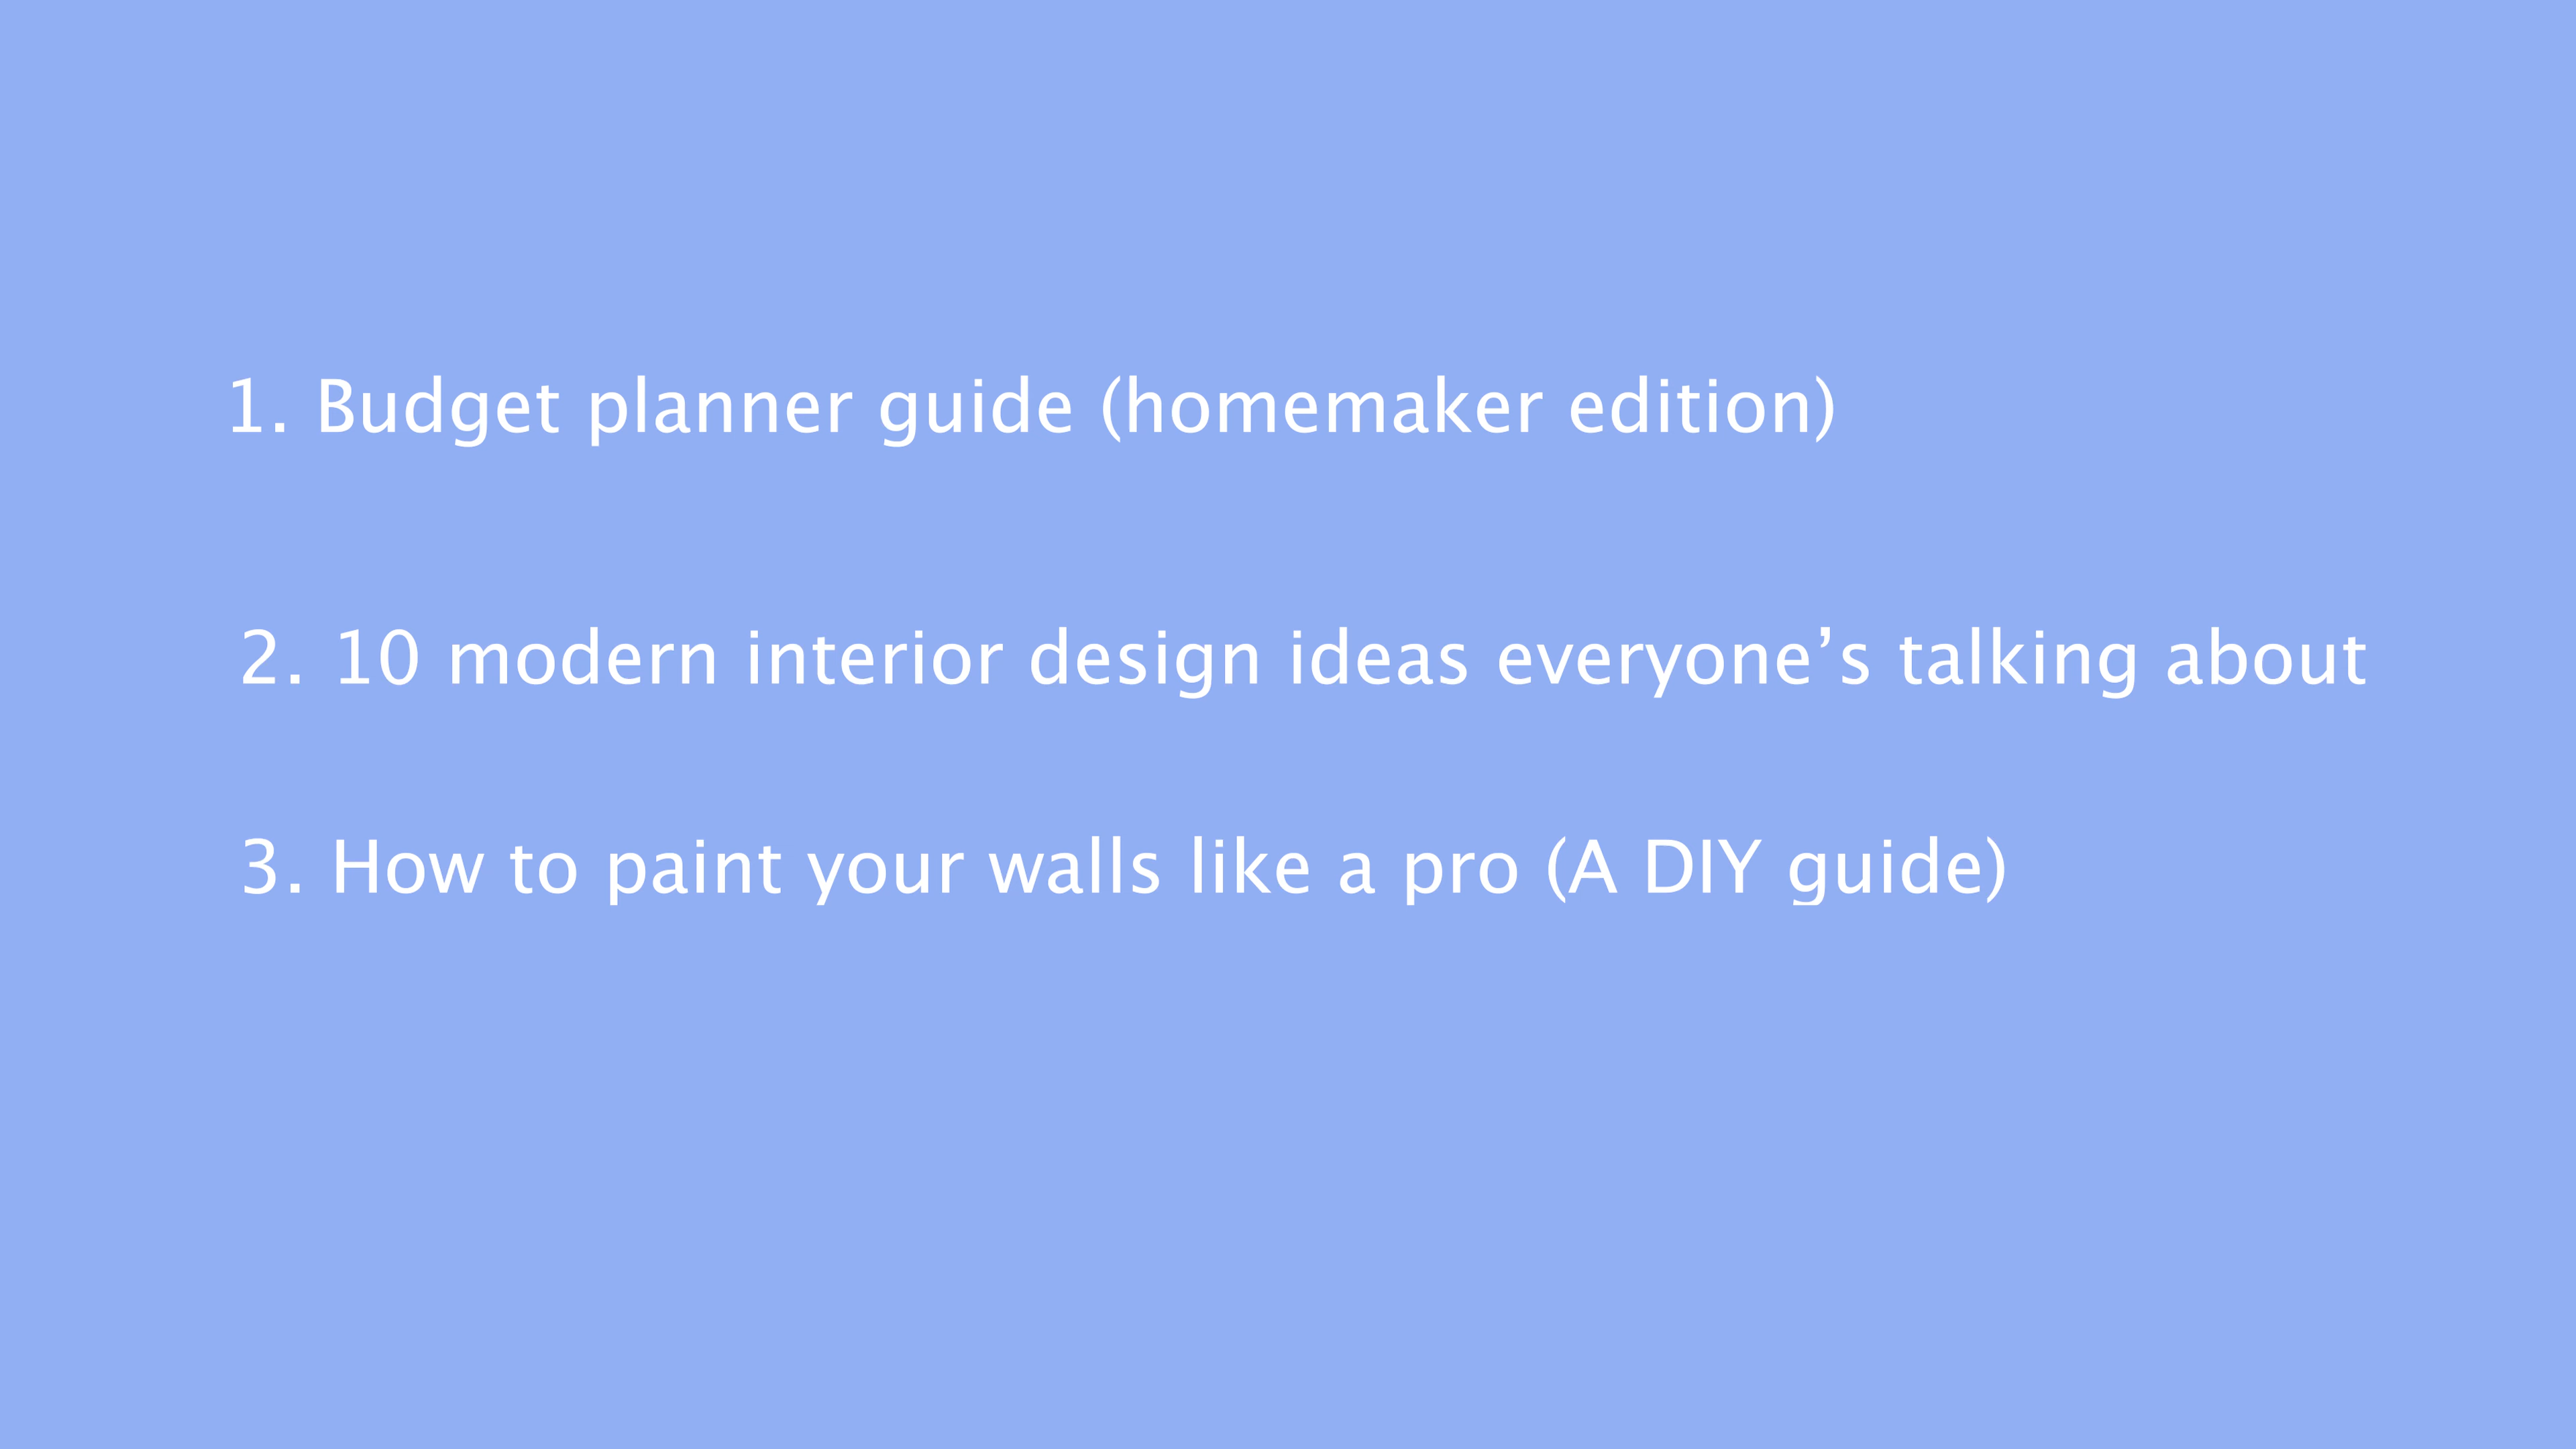 1. Budget planner guide (homemaker edition)
2. 10 modern interior design ideas everyone’s talking about
3. How to paint your walls like a pro (A DIY guide)